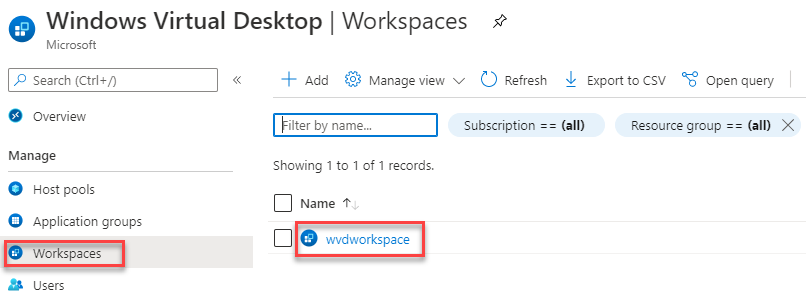 Windows Virtual Desktop | Workspaces
Microsoft
Search (Ctrl+/)
«
Overview
Manage
Host pools
Application groups
Workspaces
Users
Add
Manage view
Refresh
Export to CSV
Open query
Filter by name...
Subscription == (all)
Resource group == (all)
Showing 1 to 1 of 1 records.
Name ↑↓
wvdworkspace